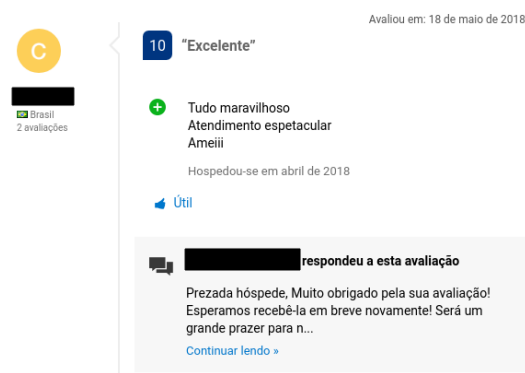 Avaliou em: 18 de maio de 2018
C
10 “Excelente”
Brasil
2 avaliações
Tudo maravilhoso
Atendimento espetacular
Ameiii
Hospedou-se em abril de 2018
Útil
respondeu a esta avaliação
Prezada hóspede, Muito obrigado pela sua avaliação!
Esperamos recebê-la em breve novamente! Será um
grande prazer para n...
Continuar lendo »